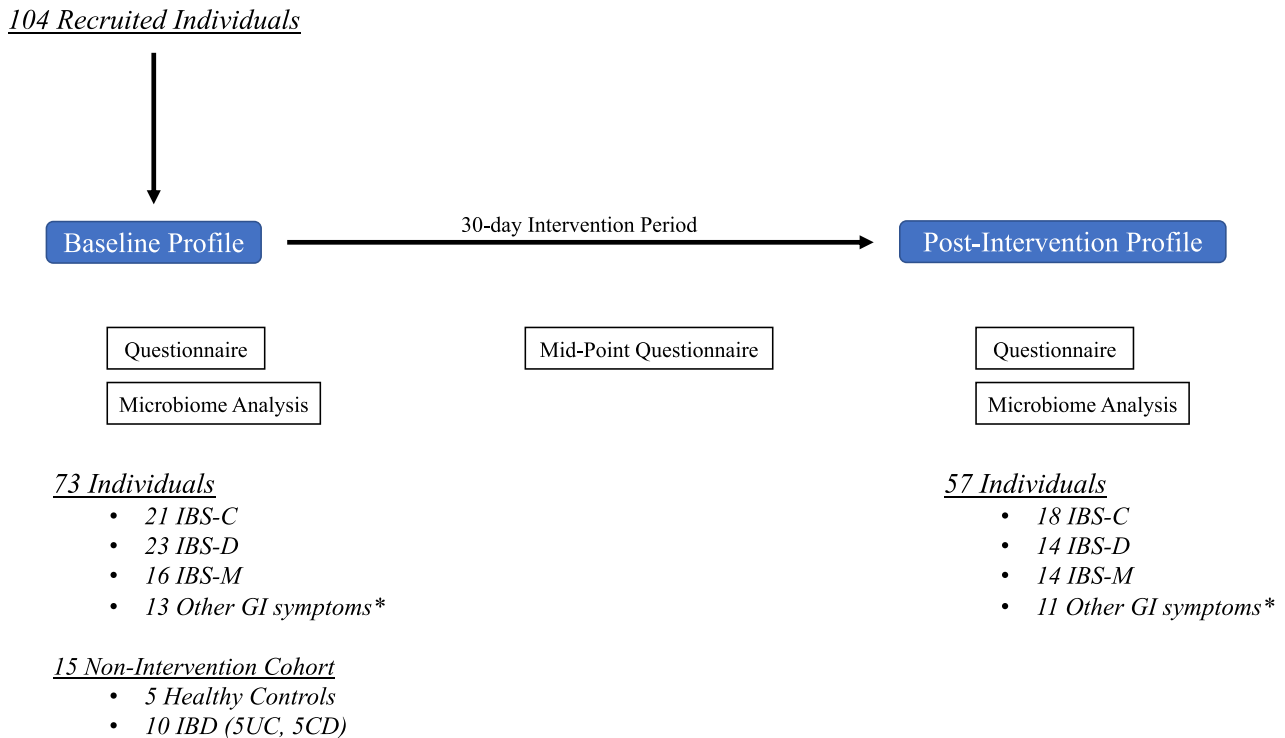 104 Recruited Individuals
30-day Intervention Period
Baseline Profile
Post-Intervention Profile
Questionnaire
Mid-Point Questionnaire
Questionnaire
Microbiome Analysis
Microbiome Analysis
73 Individuals
• 21 IBS-C
• 23 IBS-D
• 16 IBS-M
• 13 Other GI symptoms*
57 Individuals
• 18 IBS-C
• 14 IBS-D
• 14 IBS-M
• 11 Other GI symptoms*
15 Non-Intervention Cohort
• 5 Healthy Controls
• 10 IBD (5UC, 5CD)